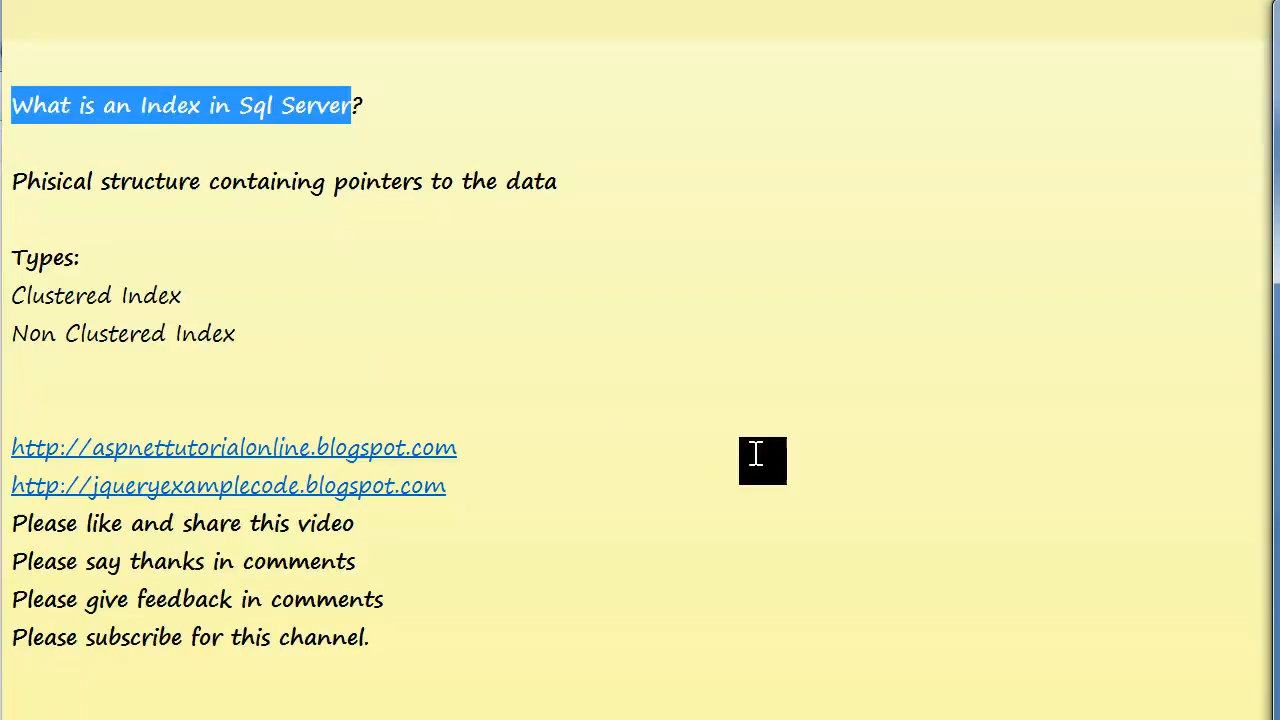 What is an Index in Sql Server?
Phisical structure containing pointers to the data
Types:
Clustered Index
Non Clustered Index
http://aspnettutorialonline.blogspot.com
http://jqueryexamplecode.blogspot.com
Please like and share this video
Please say thanks in comments
Please give feedback in comments
Please subscribe for this channel.